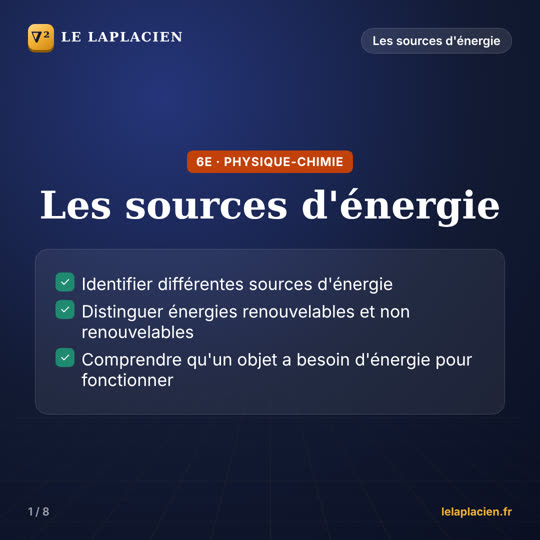 ∇² LE LAPLACIEN
Les sources d'énergie
6E · PHYSIQUE-CHIMIE
Les sources d'énergie
Identifier différentes sources d'énergie
Distinguer énergies renouvelables et non
renouvelables
Comprendre qu'un objet a besoin d'énergie pour
fonctionner
1 / 8
lelaplacien.fr